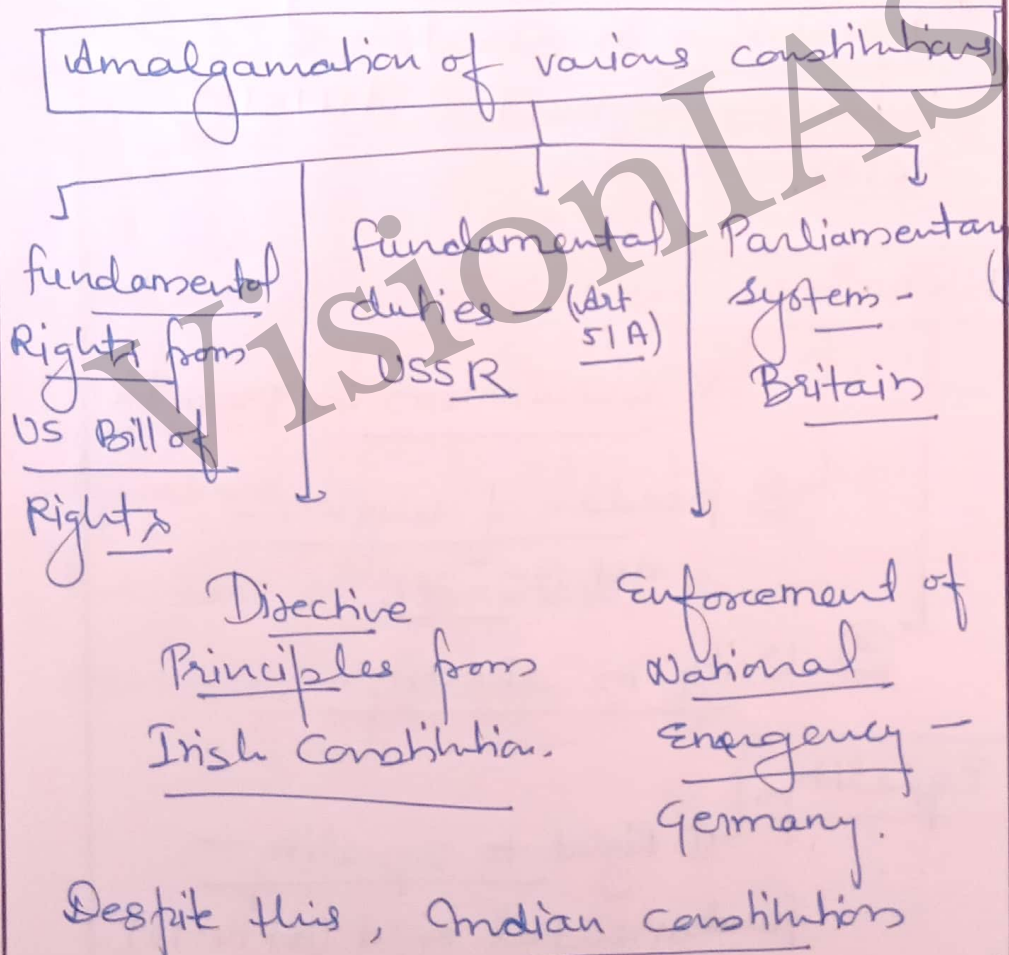 Amalgamation of various constitutions
fundamental
Rights from
US Bill of
Rights
fundamental
duties - (Art
51A)
USSR
Parliamentary
system -
Britain
Directive
Principles from
Irish Constitution.
Enforcement of
National
Emergency -
Germany.
Despite this, Indian constitution
VisionIAS